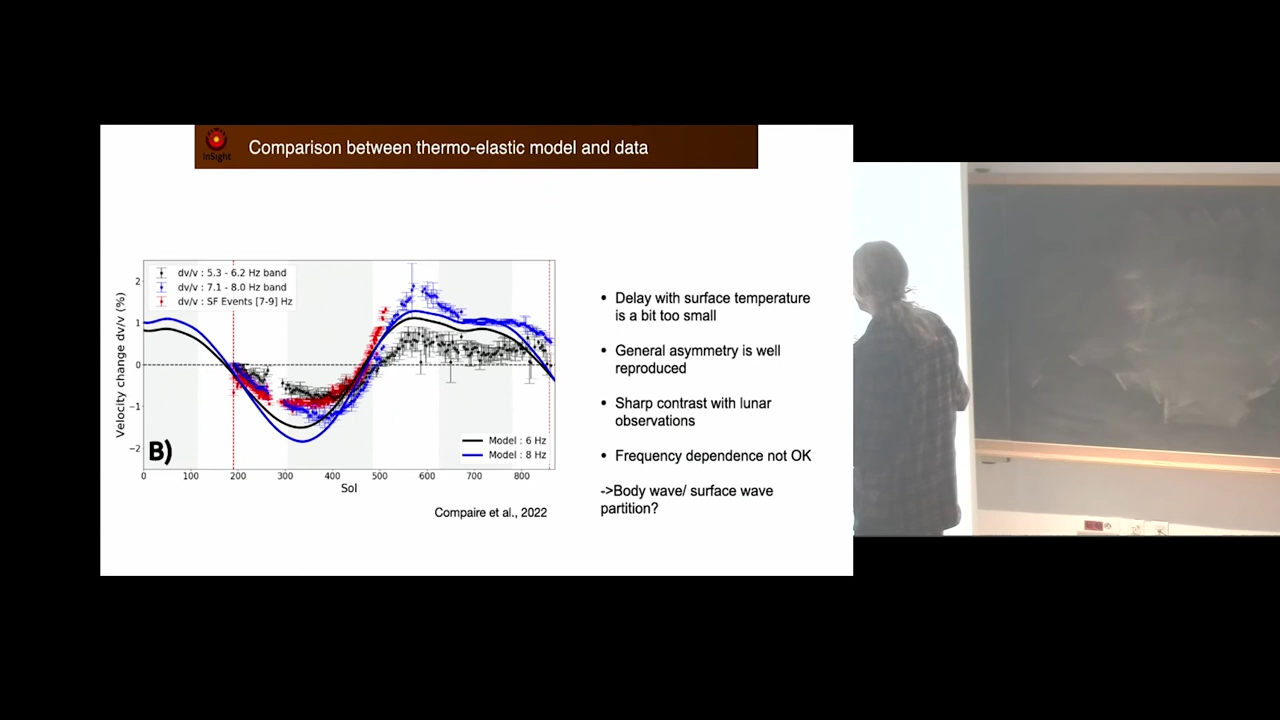 InSight
Comparison between thermo-elastic model and data
dv/v : 5.3 - 6.2 Hz band
dv/v : 7.1 - 8.0 Hz band
dv/v : SF Events [7-9] Hz
Velocity change dv/v (%)
2
1
0
−1
−2
B)
Model : 6 Hz
Model : 8 Hz
0
100
200
300
400
500
600
700
800
Sol
Compaire et al., 2022
• Delay with surface temperature
is a bit too small
• General asymmetry is well
reproduced
• Sharp contrast with lunar
observations
• Frequency dependence not OK
->Body wave/ surface wave
partition?